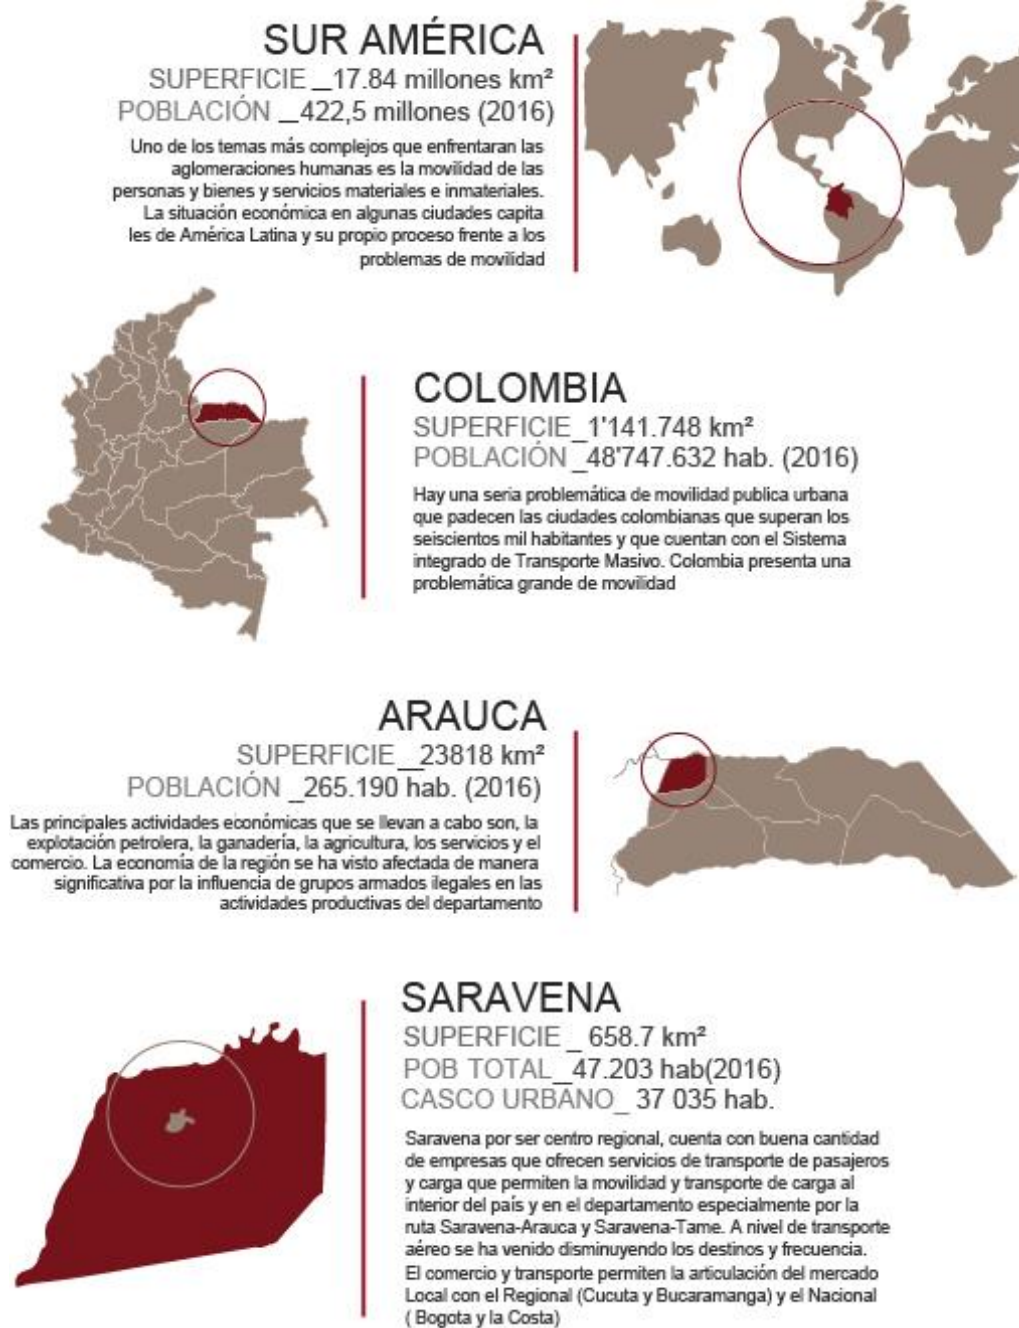 SUR AMÉRICA
SUPERFICIE _17.84 millones km²
POBLACIÓN _422,5 millones (2016)
Uno de los temas más complejos que enfrentaran las
aglomeraciones humanas es la movilidad de las
personas y bienes y servicios materiales e inmateriales.
La situación económica en algunas ciudades capita
les de América Latina y su propio proceso frente a los
problemas de movilidad
COLOMBIA
SUPERFICIE_1'141.748 km²
POBLACIÓN_48'747.632 hab. (2016)
Hay una seria problemática de movilidad publica urbana
que padecen las ciudades colombianas que superan los
seiscientos mil habitantes y que cuentan con el Sistema
integrado de Transporte Masivo. Colombia presenta una
problemática grande de movilidad
ARAUCA
SUPERFICIE_23818 km²
POBLACIÓN _265.190 hab. (2016)
Las principales actividades económicas que se llevan a cabo son, la
explotación petrolera, la ganadería, la agricultura, los servicios y el
comercio. La economía de la región se ha visto afectada de manera
significativa por la influencia de grupos armados ilegales en las
actividades productivas del departamento
SARAVENA
SUPERFICIE _ 658.7 km²
POB TOTAL_47.203 hab(2016)
CASCO URBANO_ 37 035 hab.
Saravena por ser centro regional, cuenta con buena cantidad
de empresas que ofrecen servicios de transporte de pasajeros
y carga que permiten la movilidad y transporte de carga al
interior del país y en el departamento especialmente por la
ruta Saravena-Arauca y Saravena-Tame. A nivel de transporte
aéreo se ha venido disminuyendo los destinos y frecuencia.
El comercio y transporte permiten la articulación del mercado
Local con el Regional (Cucuta y Bucaramanga) y el Nacional
( Bogota y la Costa)